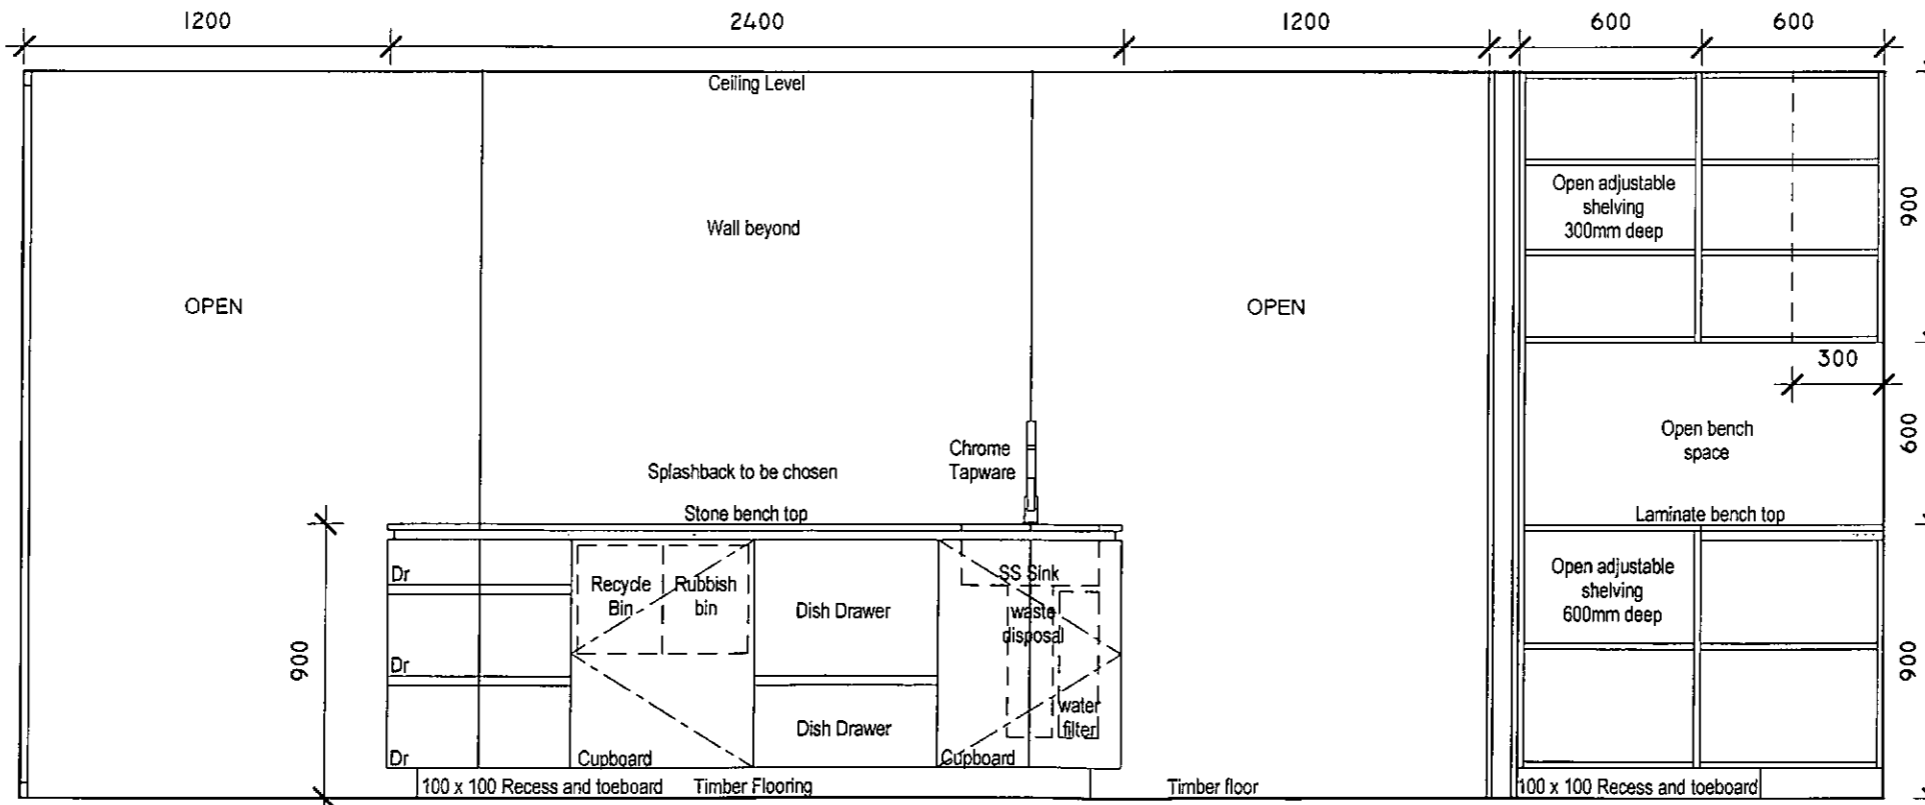 1200
2400
1200
600
600
Ceiling Level
Wall beyond
OPEN
OPEN
Open adjustable
shelving
300mm deep
900
300
Open bench
space
600
Chrome
Tapware
Splashback to be chosen
Stone bench top
Laminate bench top
Dr
Recycle
Bin
Rubbish
bin
Dish Drawer
SS Sink
waste
disposal
Open adjustable
shelving
600mm deep
900
Dr
900
water
filter
Dish Drawer
Dr
Cupboard
Cupboard
100 x 100 Recess and toeboard
Timber Flooring
Timber floor
100 x 100 Recess and toeboard